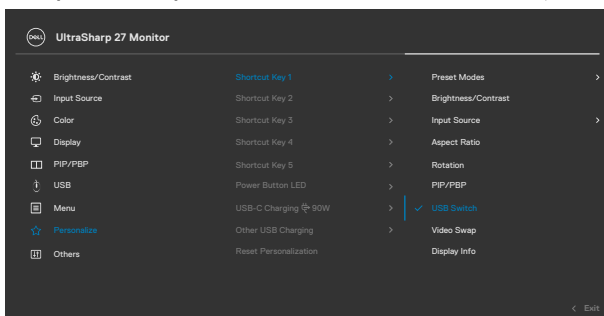 DELL
UltraSharp 27 Monitor
Brightness/Contrast
Input Source
Color
Display
PIP/PBP
USB
Menu
Personalize
Others
Shortcut Key 1
Shortcut Key 2
Shortcut Key 3
Shortcut Key 4
Shortcut Key 5
Power Button LED
USB-C Charging 90W
Other USB Charging
Reset Personalization
Preset Modes
Brightness/Contrast
Input Source
Aspect Ratio
Rotation
PIP/PBP
USB Switch
Video Swap
Display Info
Exit